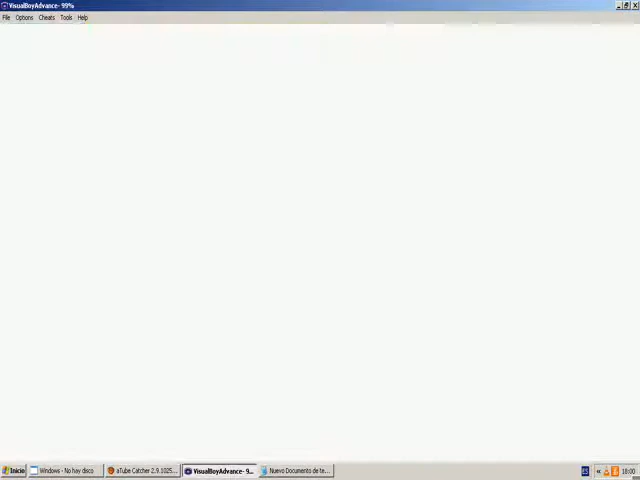 VisualBoyAdvance- 99%
File Options Cheats Tools Help
Inicio
Windows - No hay disco
aTube Catcher 2.9.1025...
VisualBoyAdvance- 9...
Nuevo Documento de te...
ES
«
18:00